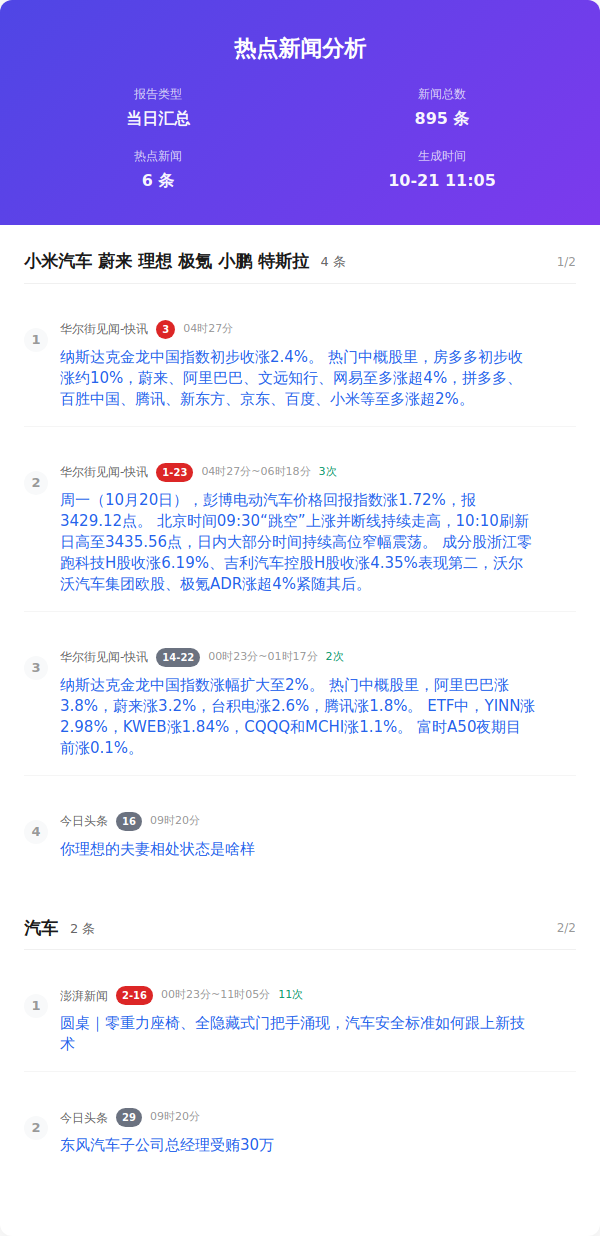 热点新闻分析
报告类型
新闻总数
当日汇总
895 条
热点新闻
生成时间
6 条
10-21 11:05
小米汽车 蔚来 理想 极氪 小鹏 特斯拉 4 条 1/2
1 华尔街见闻-快讯 3 04时27分
纳斯达克金龙中国指数初步收涨2.4%。 热门中概股里，房多多初步收
涨约10%，蔚来、阿里巴巴、文远知行、网易至多涨超4%，拼多多、
百胜中国、腾讯、新东方、京东、百度、小米等至多涨超2%。
2 华尔街见闻-快讯 1-23 04时27分~06时18分 3次
周一（10月20日），彭博电动汽车价格回报指数涨1.72%，报
3429.12点。 北京时间09:30“跳空”上涨并断线持续走高，10:10刷新
日高至3435.56点，日内大部分时间持续高位窄幅震荡。 成分股浙江零
跑科技H股收涨6.19%、吉利汽车控股H股收涨4.35%表现第二，沃尔
沃汽车集团欧股、极氪ADR涨超4%紧随其后。
3 华尔街见闻-快讯 14-22 00时23分~01时17分 2次
纳斯达克金龙中国指数涨幅扩大至2%。 热门中概股里，阿里巴巴涨
3.8%，蔚来涨3.2%，台积电涨2.6%，腾讯涨1.8%。 ETF中，YINN涨
2.98%，KWEB涨1.84%，CQQQ和MCHI涨1.1%。 富时A50夜期目
前涨0.1%。
4 今日头条 16 09时20分
你理想的夫妻相处状态是啥样
汽车 2 条 2/2
1 澎湃新闻 2-16 00时23分~11时05分 11次
圆桌｜零重力座椅、全隐藏式门把手涌现，汽车安全标准如何跟上新技
术
2 今日头条 29 09时20分
东风汽车子公司总经理受贿30万